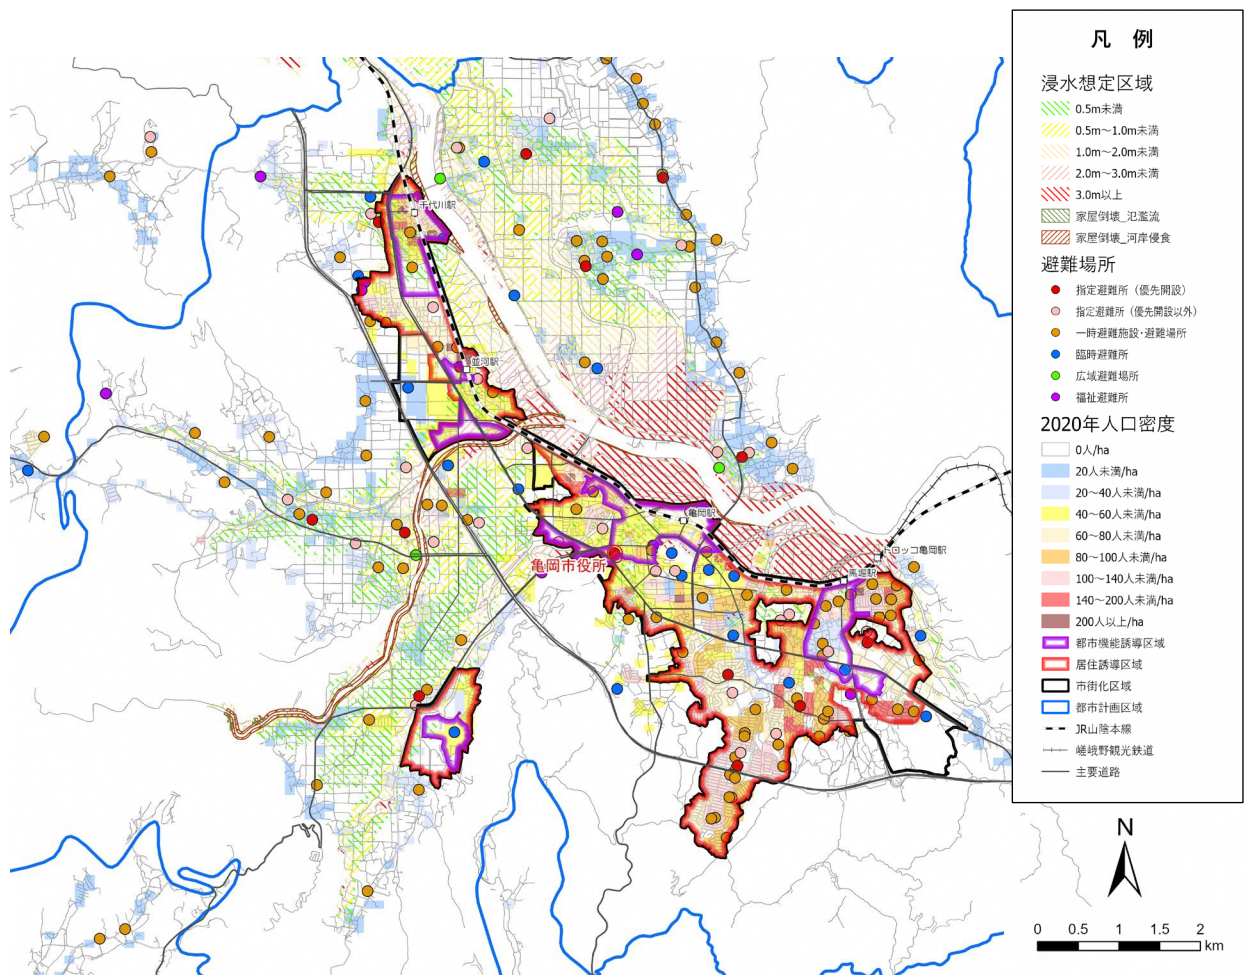 凡 例
浸水想定区域
0.5m未満
0.5m～1.0m未満
1.0m～2.0m未満
2.0m～3.0m未満
3.0m以上
家屋倒壊_氾濫流
家屋倒壊_河岸侵食
避難場所
指定避難所（優先開設）
指定避難所（優先開設以外）
一時避難施設・避難場所
臨時避難所
広域避難場所
福祉避難所
2020年人口密度
0人/ha
20人未満/ha
20～40人未満/ha
40～60人未満/ha
60～80人未満/ha
80～100人未満/ha
100～140人未満/ha
140～200人未満/ha
200人以上/ha
都市機能誘導区域
居住誘導区域
市街化区域
都市計画区域
JR山陰本線
嵯峨野観光鉄道
主要道路
千代川駅
並河駅
亀岡駅
亀岡市役所
トロッコ亀岡駅
馬堀駅
N
0 0.5 1 1.5 2
km